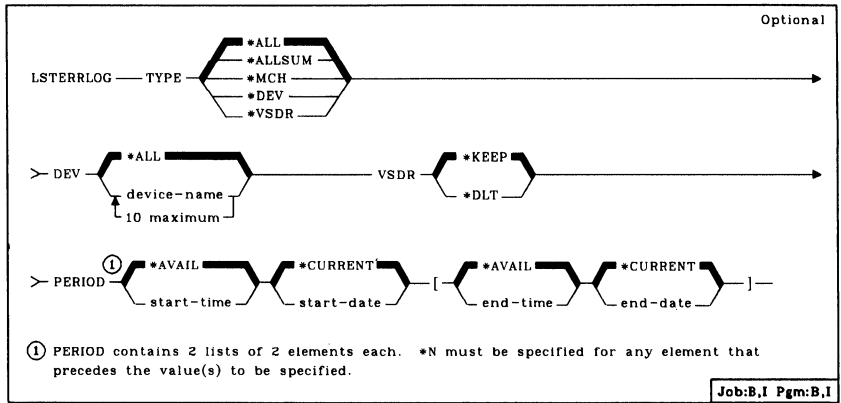 Optional
*ALL
*ALLSUM
LSTERRLOG TYPE *MCH
*DEV
*VSDR
*ALL *KEEP
DEV VSDR
device-name *DLT
10 maximum
1
*AVAIL *CURRENT *AVAIL *CURRENT
PERIOD [ ]
start-time start-date end-time end-date
1 PERIOD contains 2 lists of 2 elements each. *N must be specified for any element that
precedes the value(s) to be specified.
Job:B,I Pgm:B,I